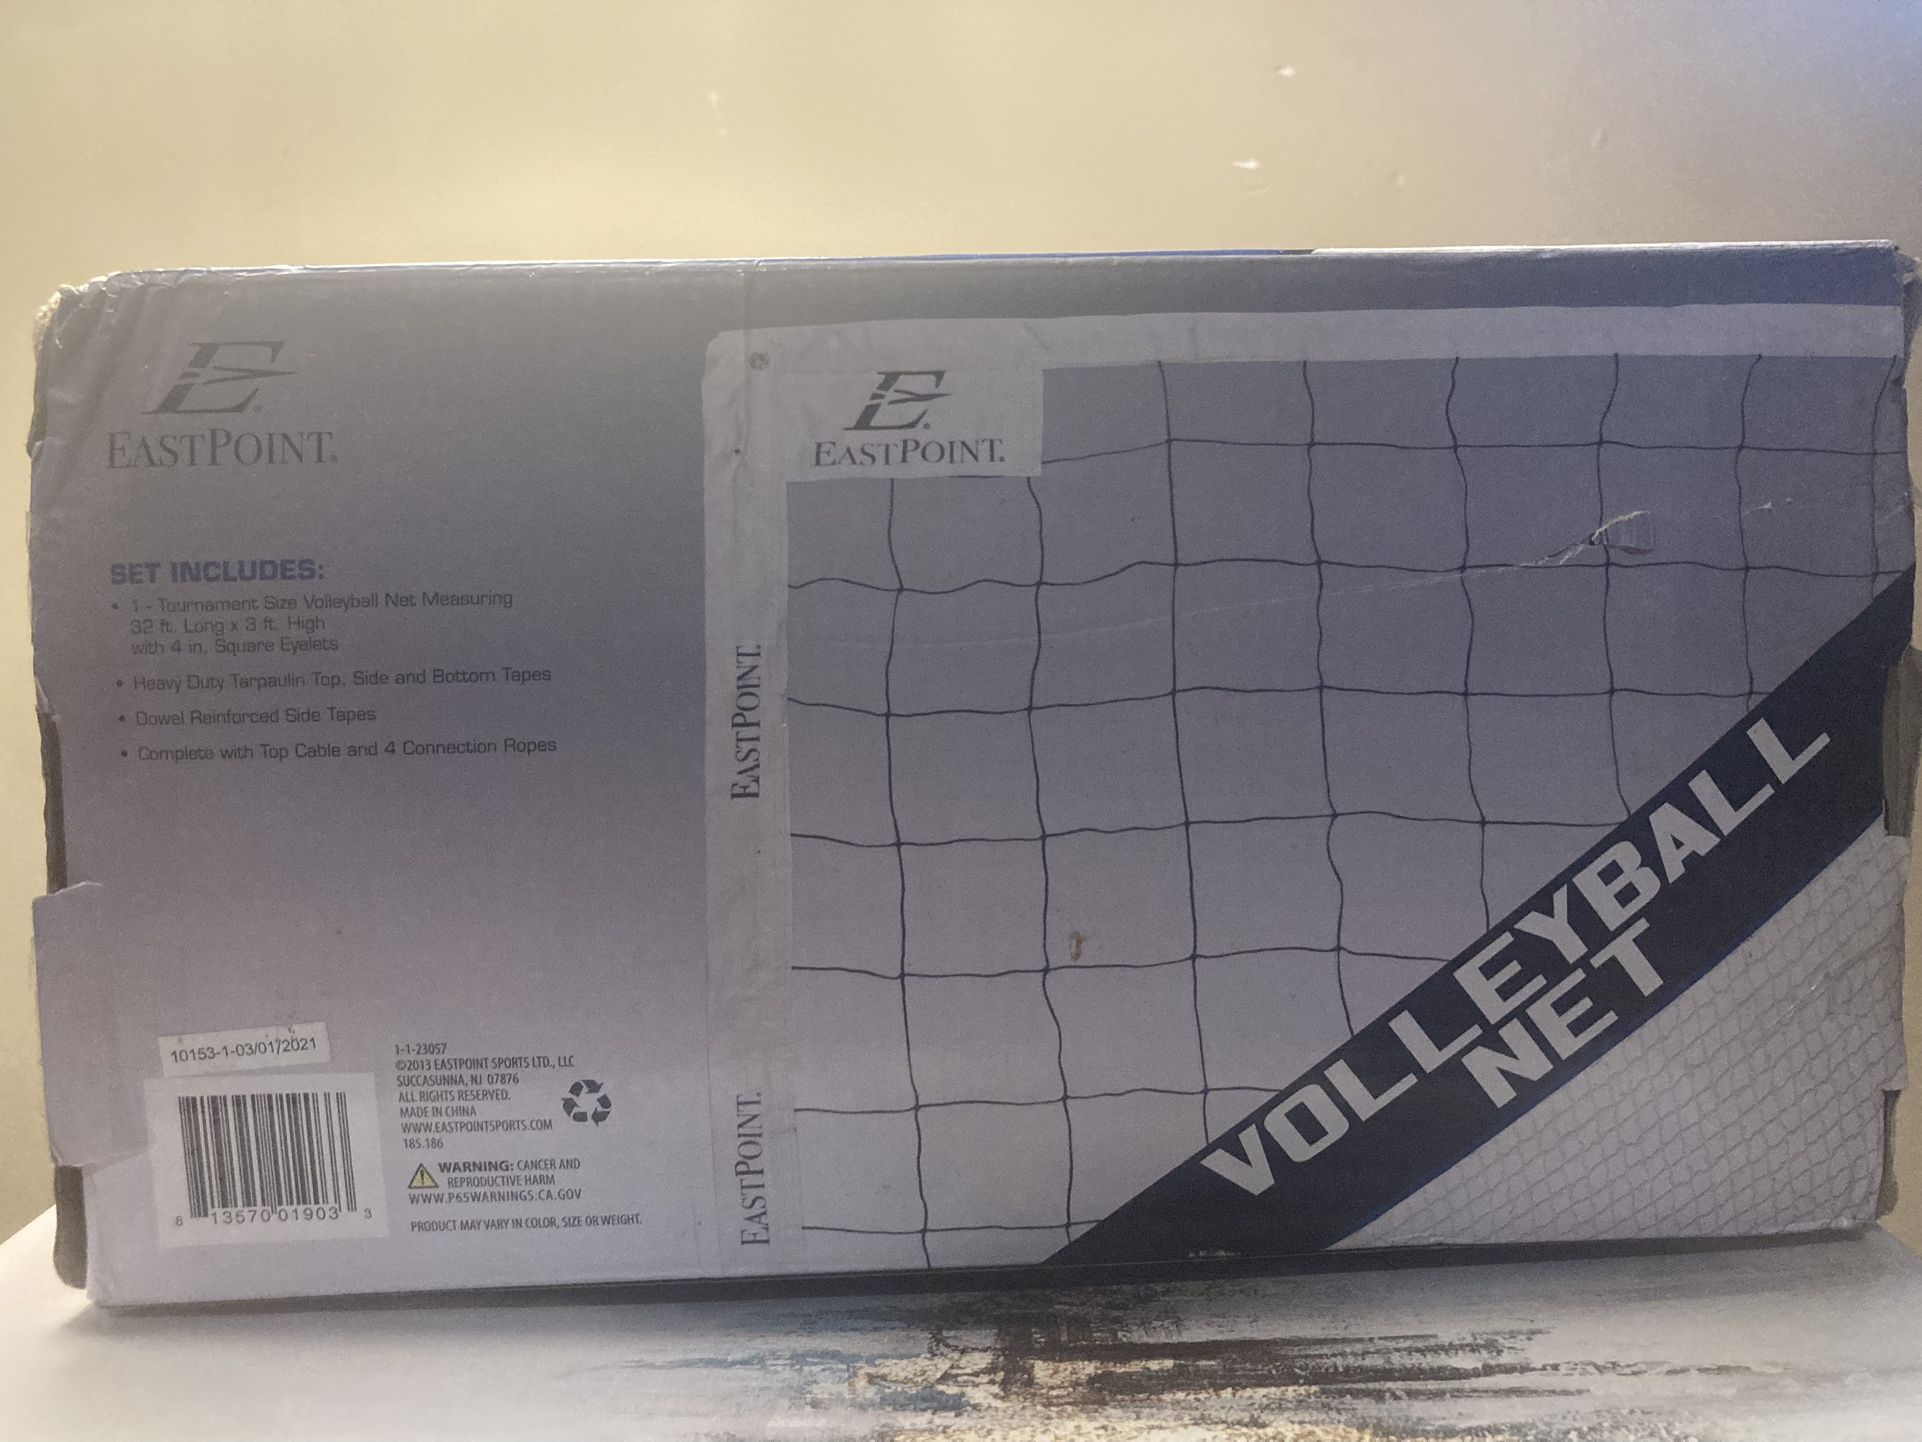 E.
EASTPOINT.
SET INCLUDES:
• 1 - Tournament Size Volleyball Net Measuring
32 ft. Long x 3 ft. High
with 4 in. Square Eyelets
• Heavy Duty Tarpaulin Top, Side and Bottom Tapes
• Dowel Reinforced Side Tapes
• Complete with Top Cable and 4 Connection Ropes
10153-1-03/01/2021
8 13570 01903 3
1-1-23057
©2013 EASTPOINT SPORTS LTD., LLC
SUCCASUNNA, NJ 07876
ALL RIGHTS RESERVED.
MADE IN CHINA
WWW.EASTPOINTSPORTS.COM
185.186
WARNING: CANCER AND
REPRODUCTIVE HARM
WWW.P65WARNINGS.CA.GOV
PRODUCT MAY VARY IN COLOR, SIZE OR WEIGHT.
E.
EASTPOINT.
EASTPOINT.
EASTPOINT.
VOLLEYBALL
NET